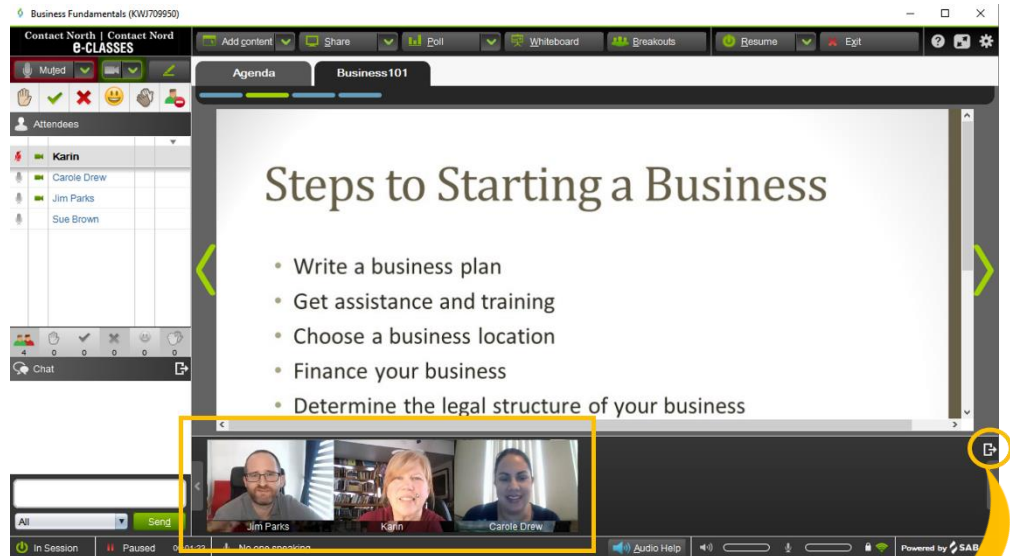 Business Fundamentals (KWJ709950)
Contact North | Contact Nord
e-CLASSES
Add content
Share
Poll
Whiteboard
Breakouts
Resume
Exit
Muted
Agenda
Business101
Attendees
Karin
Carole Drew
Jim Parks
Sue Brown
4 0 0 0 0 0
Chat
Steps to Starting a Business
• Write a business plan
• Get assistance and training
• Choose a business location
• Finance your business
• Determine the legal structure of your business
Jim Parks
Karin
Carole Drew
All
Send
In Session
Paused
No one speaking
Audio Help
Powered by SAB